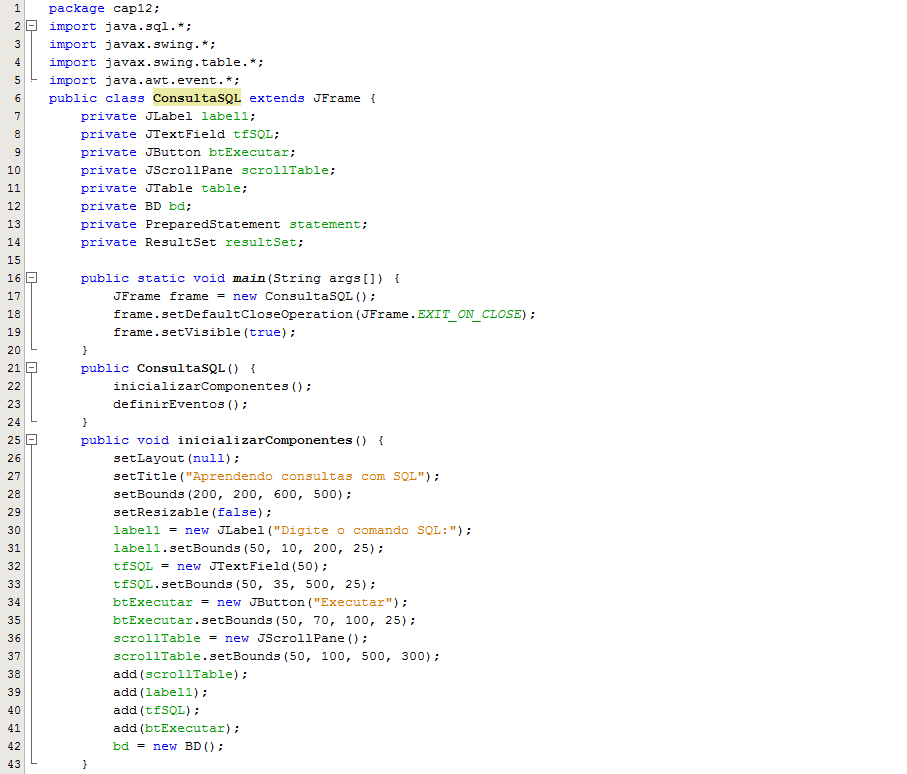 1 package cap12;
2 import java.sql.*;
3 import javax.swing.*;
4 import javax.swing.table.*;
5 import java.awt.event.*;
6 public class ConsultaSQL extends JFrame {
7     private JLabel label1;
8     private JTextField tfSQL;
9     private JButton btExecutar;
10     private JScrollPane scrollTable;
11     private JTable table;
12     private BD bd;
13     private PreparedStatement statement;
14     private ResultSet resultSet;
15
16     public static void main(String args[]) {
17         JFrame frame = new ConsultaSQL();
18         frame.setDefaultCloseOperation(JFrame.EXIT_ON_CLOSE);
19         frame.setVisible(true);
20     }
21     public ConsultaSQL() {
22         inicializarComponentes();
23         definirEventos();
24     }
25     public void inicializarComponentes() {
26         setLayout(null);
27         setTitle("Aprendendo consultas com SQL");
28         setBounds(200, 200, 600, 500);
29         setResizable(false);
30         label1 = new JLabel("Digite o comando SQL:");
31         label1.setBounds(50, 10, 200, 25);
32         tfSQL = new JTextField(50);
33         tfSQL.setBounds(50, 35, 500, 25);
34         btExecutar = new JButton("Executar");
35         btExecutar.setBounds(50, 70, 100, 25);
36         scrollTable = new JScrollPane();
37         scrollTable.setBounds(50, 100, 500, 300);
38         add(scrollTable);
39         add(label1);
40         add(tfSQL);
41         add(btExecutar);
42         bd = new BD();
43     }